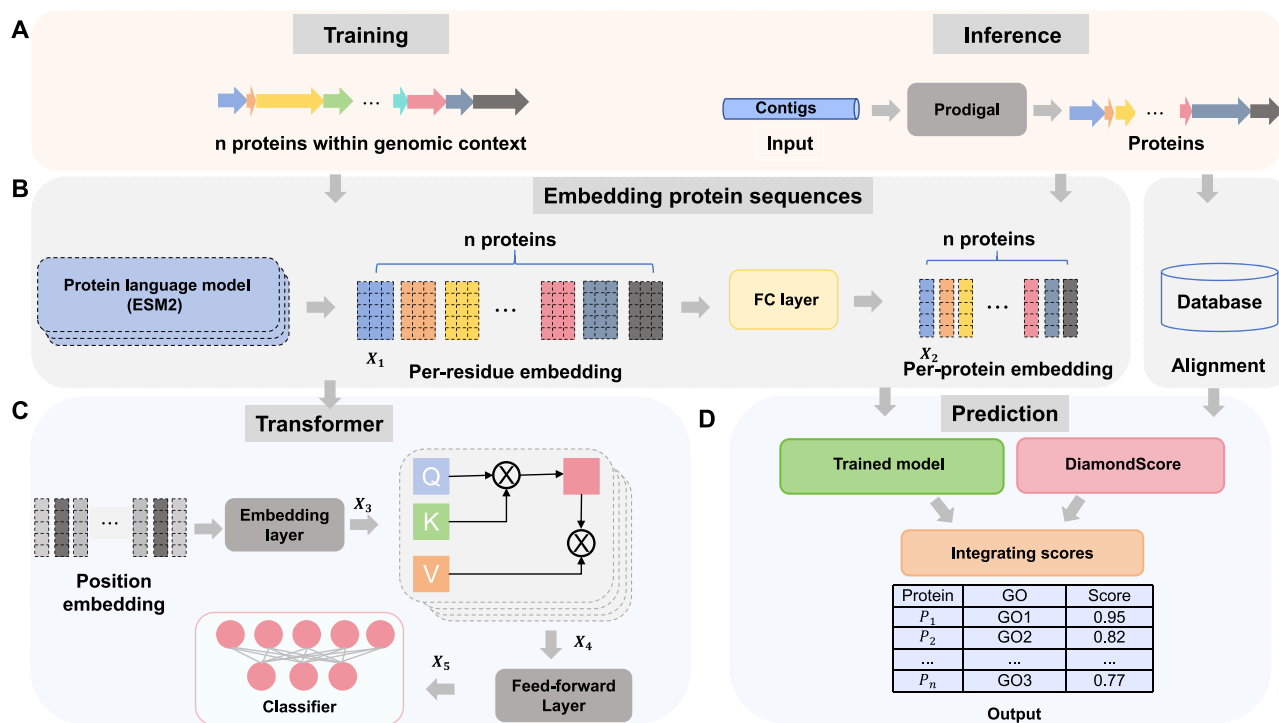 A
Training
Inference
...
Contigs
Prodigal
...
n proteins within genomic context
Input
Proteins
B
Embedding protein sequences
n proteins
n proteins
Protein language model
(ESM2)
...
FC layer
...
Database
X₁
Per-residue embedding
X₂
Per-protein embedding
Alignment
C
Transformer
D
Prediction
Q
Trained model
DiamondScore
...
Embedding
layer
X₃
K
Position
embedding
V
Integrating scores
Protein GO Score
P₁ GO1 0.95
P₂ GO2 0.82
... ... ...
Pₙ GO3 0.77
Output
X₄
X₅
Feed-forward
Layer
Classifier